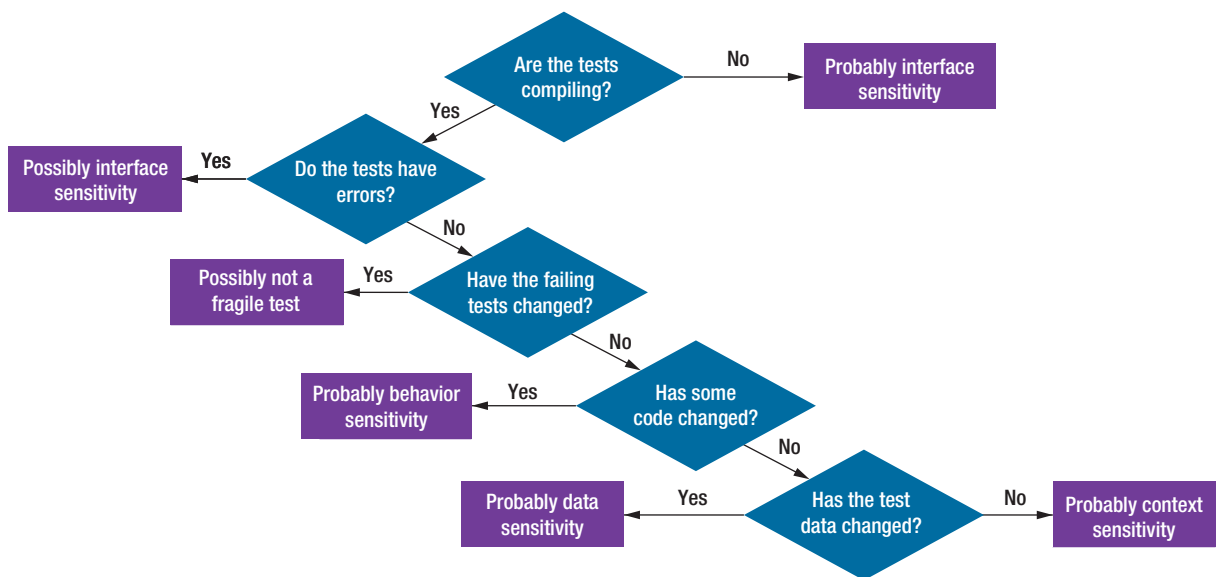 Are the tests
compiling?
No
Probably interface
sensitivity
Yes
Possibly interface
sensitivity
Yes
Do the tests have
errors?
No
Possibly not a
fragile test
Yes
Have the failing
tests changed?
No
Probably behavior
sensitivity
Yes
Has some
code changed?
No
Probably data
sensitivity
Yes
Has the test
data changed?
No
Probably context
sensitivity